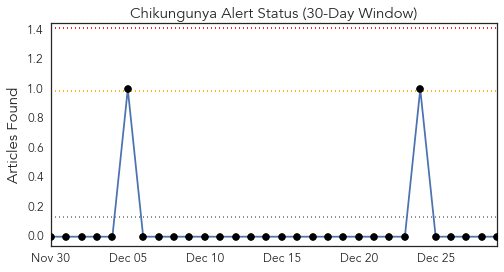 Chikungunya Alert Status (30-Day Window)
Articles Found
1.4
1.2
1.0
0.8
0.6
0.4
0.2
0.0
Nov 30 Dec 05 Dec 10 Dec 15 Dec 20 Dec 25